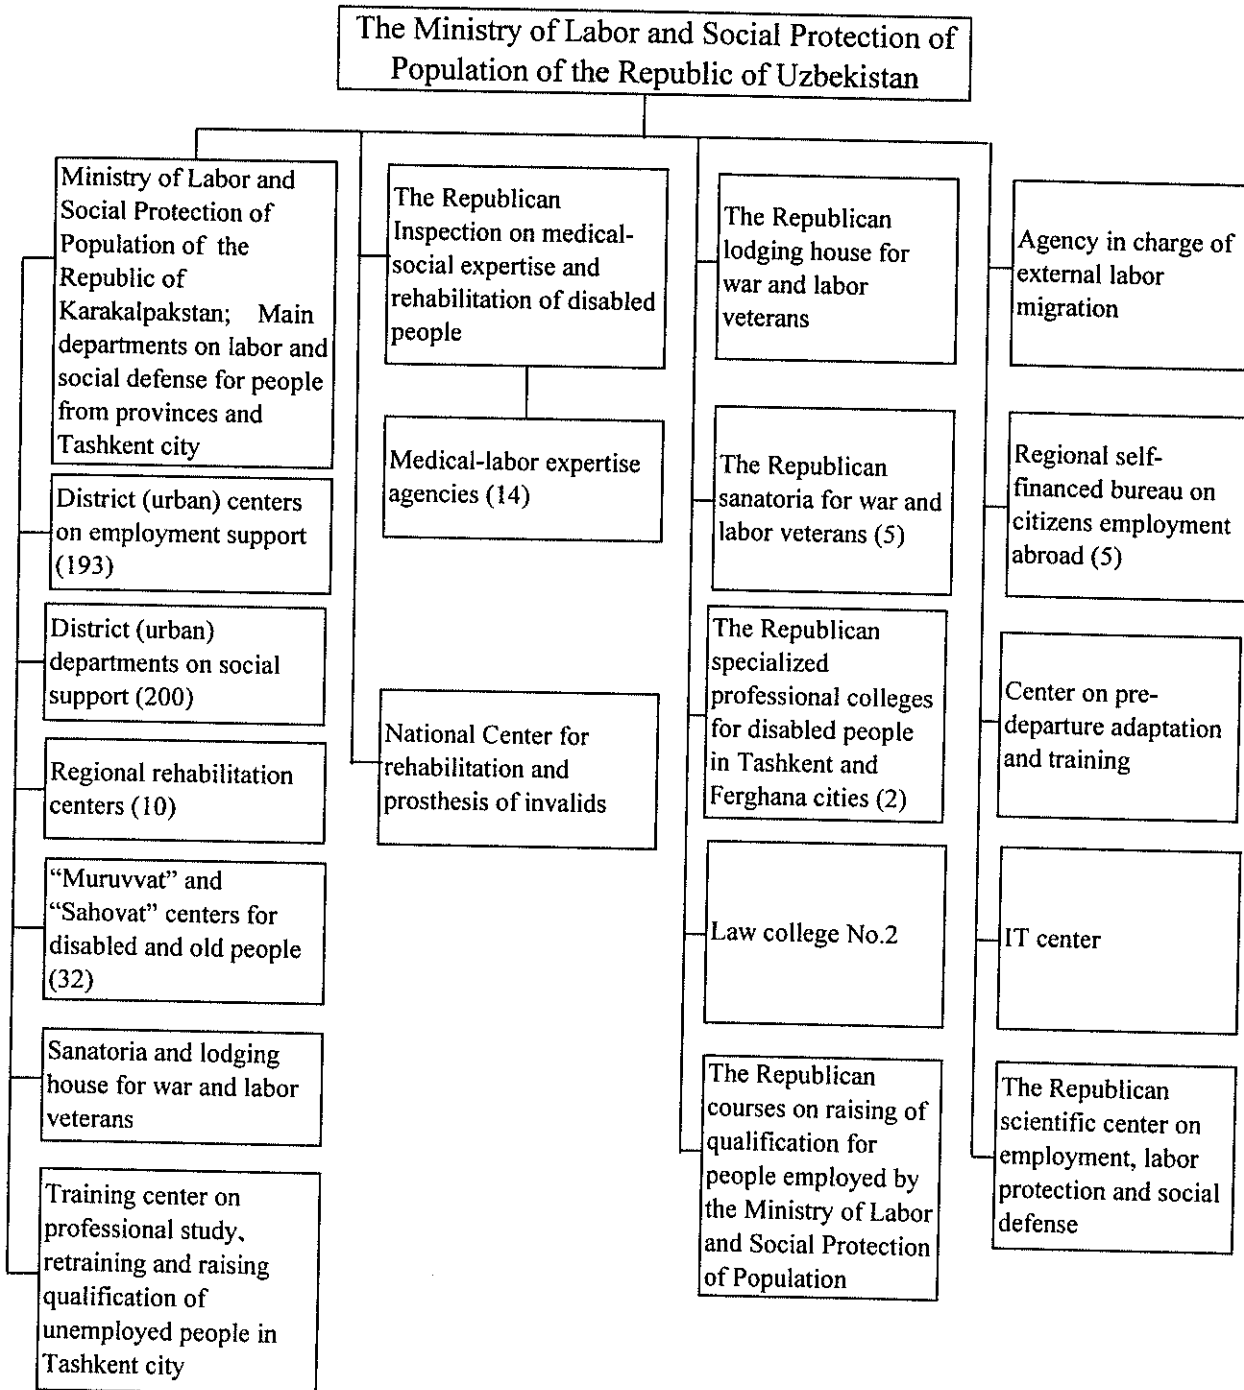 The Ministry of Labor and Social Protection of
Population of the Republic of Uzbekistan
Ministry of Labor and
Social Protection of
Population of the
Republic of
Karakalpakstan; Main
departments on labor and
social defense for people
from provinces and
Tashkent city
District (urban) centers
on employment support
(193)
District (urban)
departments on social
support (200)
Regional rehabilitation
centers (10)
“Muruvvat” and
“Sahovat” centers for
disabled and old people
(32)
Sanatoria and lodging
house for war and labor
veterans
Training center on
professional study、
retraining and raising
qualification of
unemployed people in
Tashkent city
The Republican
Inspection on medical-
social expertise and
rehabilitation of disabled
people
Medical-labor expertise
agencies (14)
National Center for
rehabilitation and
prosthesis of invalids
The Republican
lodging house for
war and labor
veterans
The Republican
sanatoria for war and
labor veterans (5)
The Republican
specialized
professional colleges
for disabled people
in Tashkent and
Ferghana cities (2)
Law college No.2
The Republican
courses on raising of
qualification for
people employed by
the Ministry of Labor
and Social Protection
of Population
Agency in charge of
external labor
migration
Regional self-
financed bureau on
citizens employment
abroad (5)
Center on pre-
departure adaptation
and training
IT center
The Republican
scientific center on
employment, labor
protection and social
defense